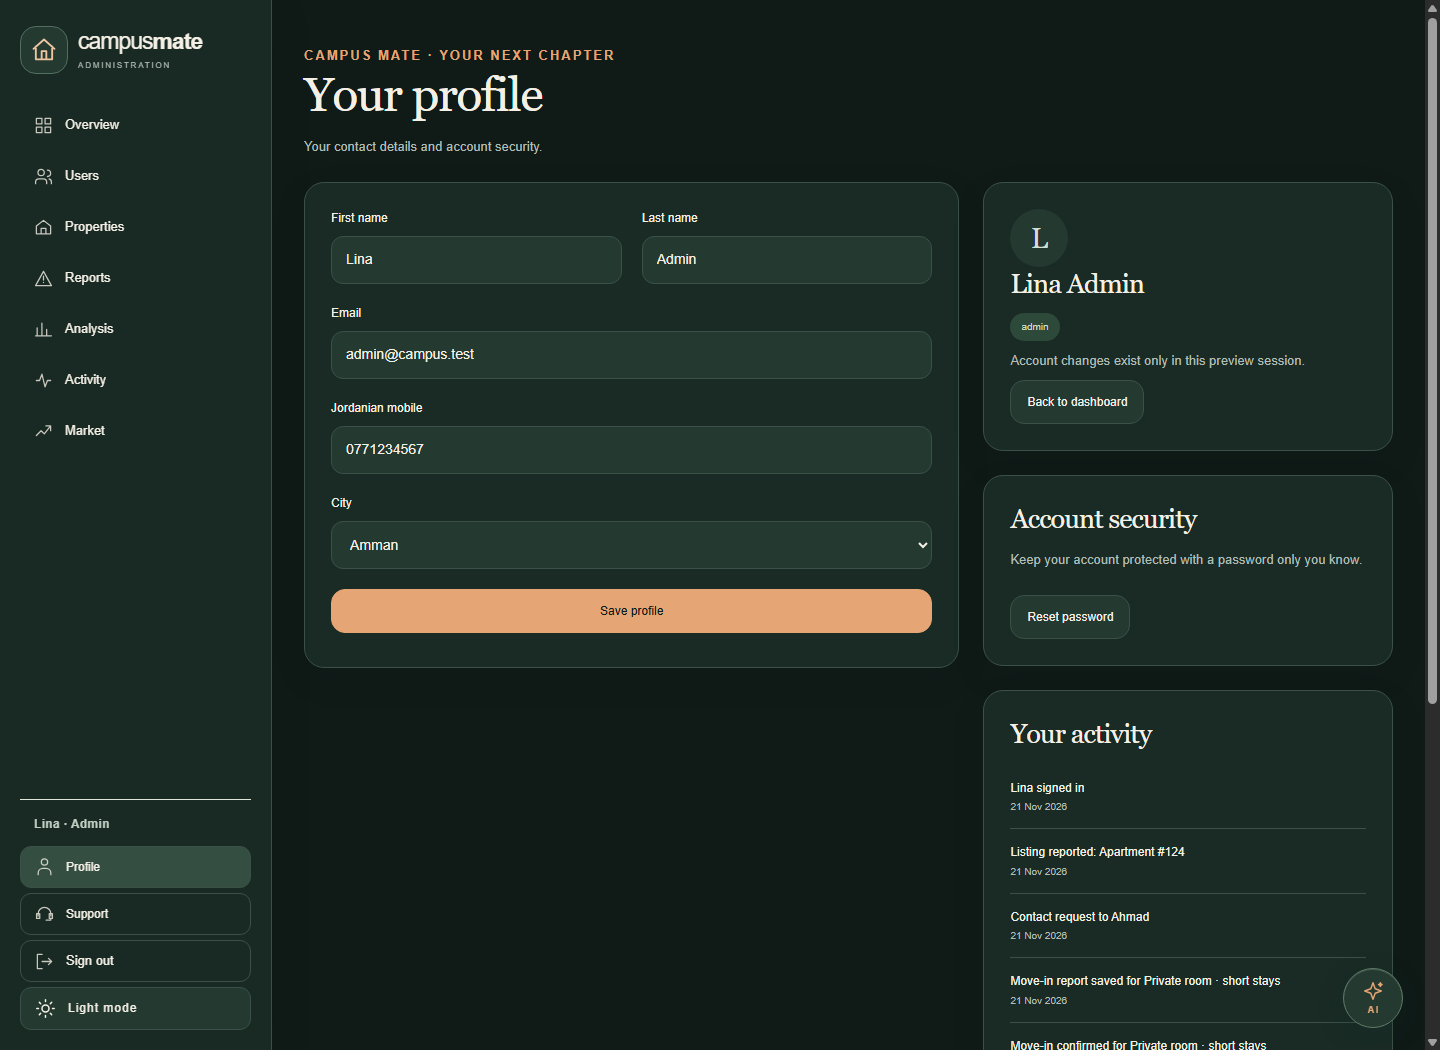 campusmate
ADMINISTRATION
Overview
Users
Properties
Reports
Analysis
Activity
Market
Lina · Admin
Profile
Support
Sign out
Light mode
CAMPUS MATE · YOUR NEXT CHAPTER
Your profile
Your contact details and account security.
First name
Last name
Lina
Admin
Email
admin@campus.test
Jordanian mobile
0771234567
City
Amman
Save profile
L
Lina Admin
admin
Account changes exist only in this preview session.
Back to dashboard
Account security
Keep your account protected with a password only you know.
Reset password
Your activity
Lina signed in
21 Nov 2026
Listing reported: Apartment #124
21 Nov 2026
Contact request to Ahmad
21 Nov 2026
Move-in report saved for Private room · short stays
21 Nov 2026
Move-in confirmed for Private room · short stays
AI